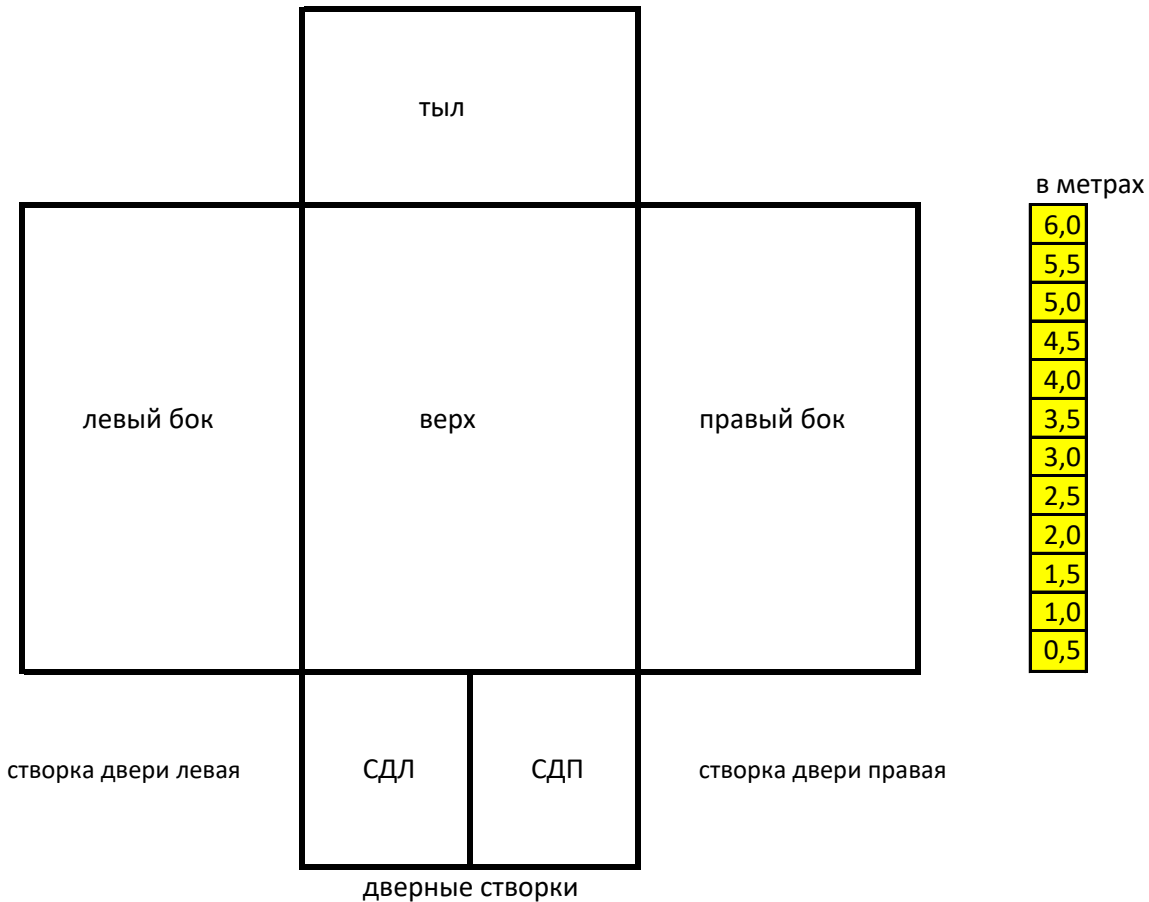 тыл
в метрах
6,0
5,5
5,0
4,5
4,0
3,5
3,0
2,5
2,0
1,5
1,0
0,5
левый бок
верх
правый бок
створка двери левая
СДЛ
СДП
створка двери правая
дверные створки